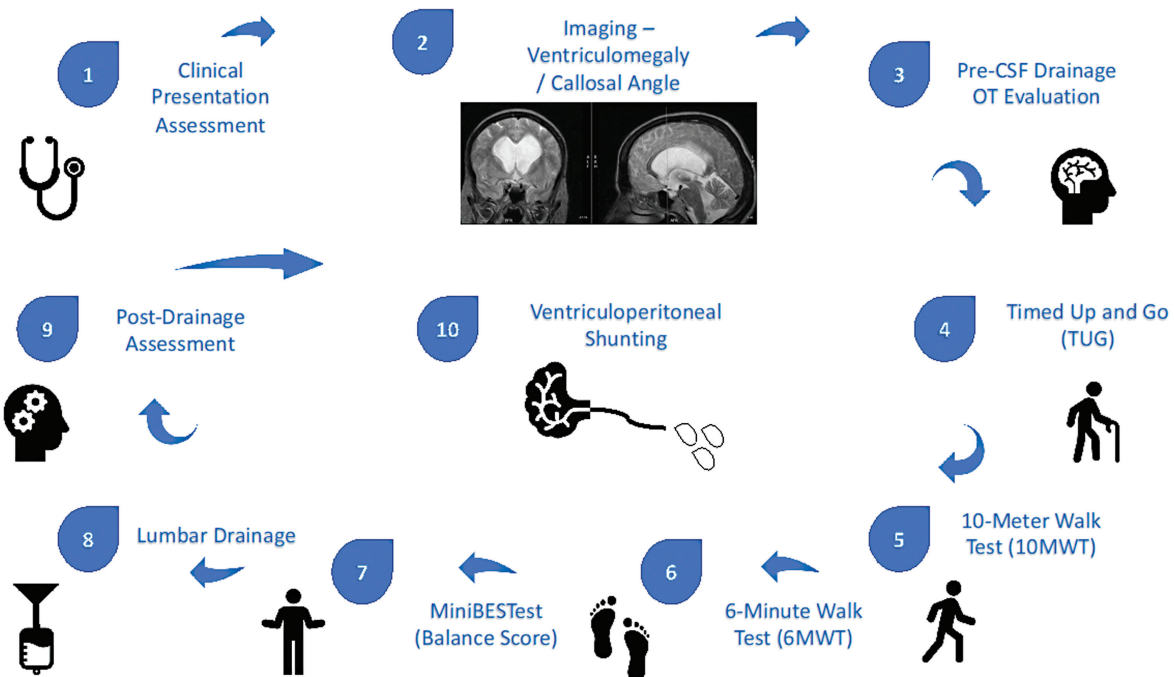 1
Clinical
Presentation
Assessment
2
Imaging –
Ventriculomegaly
/ Callosal Angle
3
Pre-CSF Drainage
OT Evaluation
4
Timed Up and Go
(TUG)
5
10-Meter Walk
Test (10MWT)
6
6-Minute Walk
Test (6MWT)
7
MiniBESTest
(Balance Score)
8
Lumbar Drainage
9
Post-Drainage
Assessment
10
Ventriculoperitoneal
Shunting